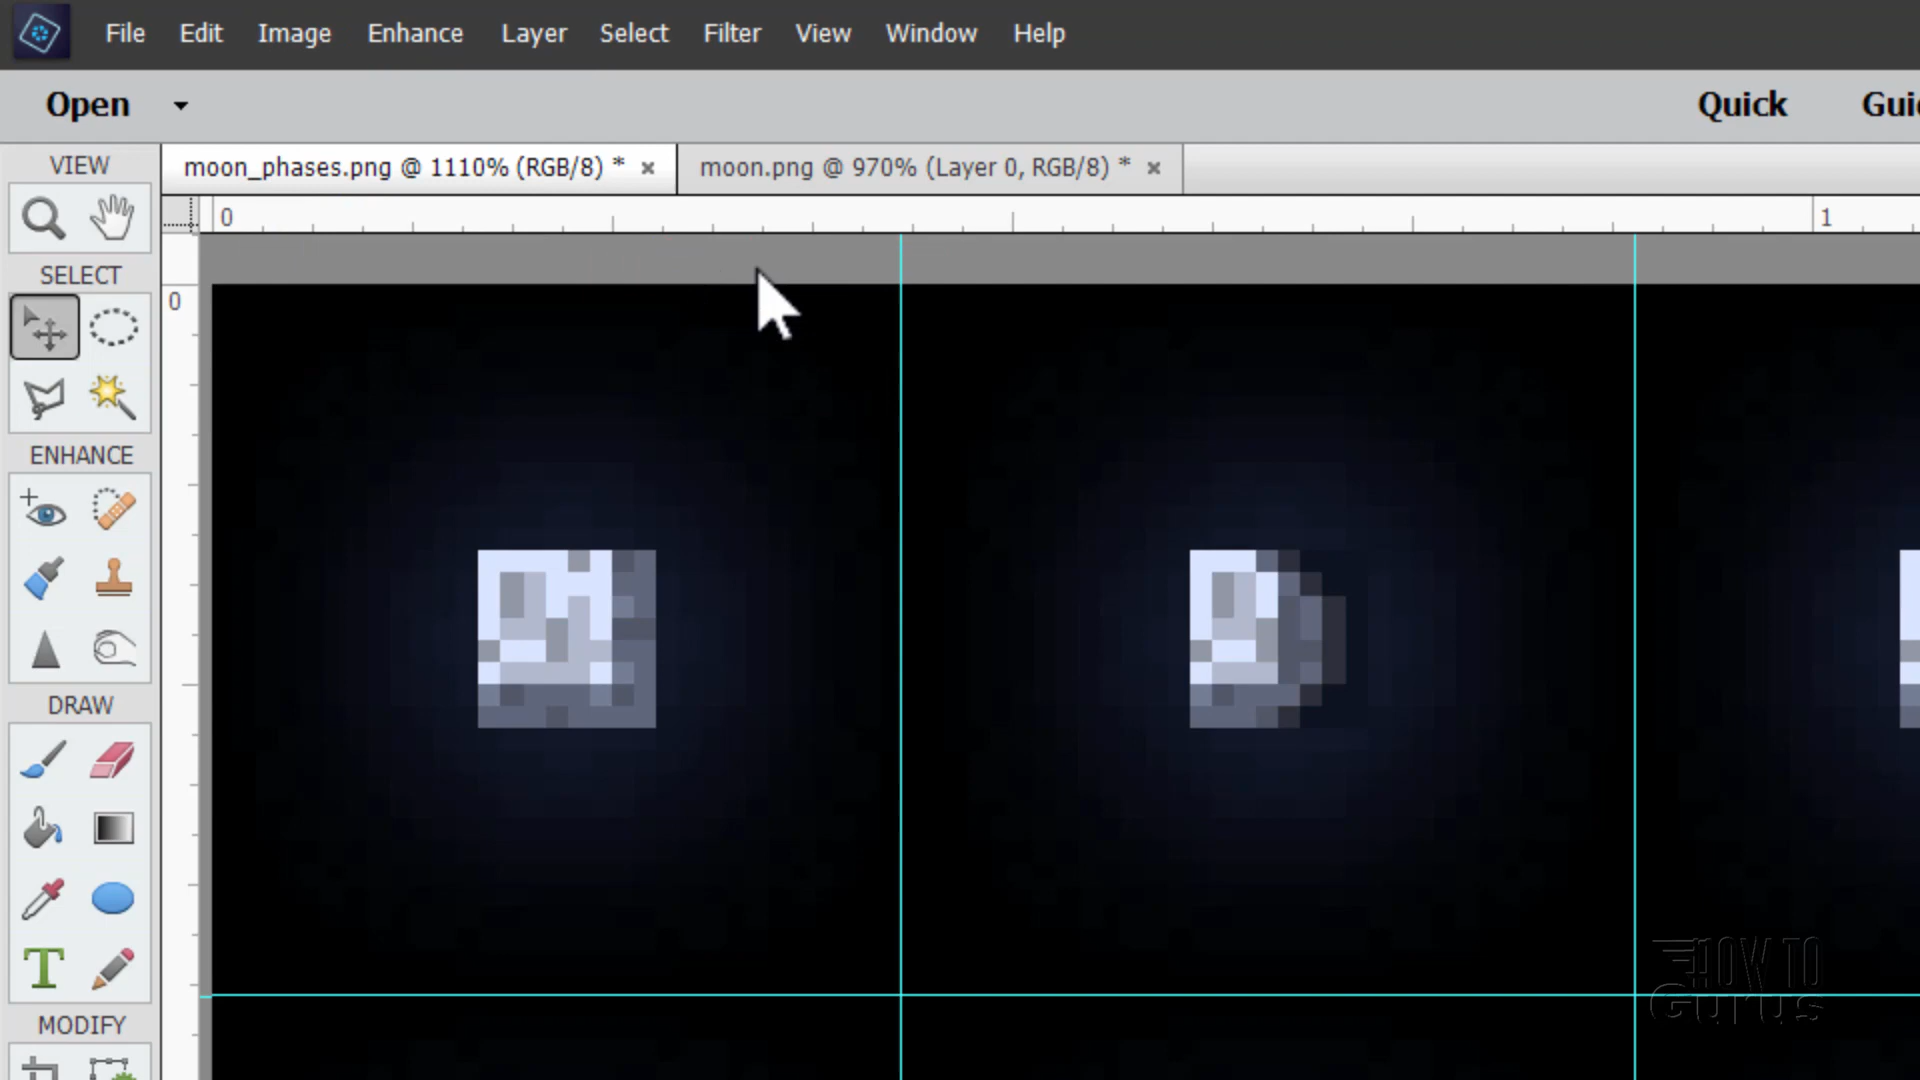 File Edit Image Enhance Layer Select Filter View Window Help
Open Quick Gui
VIEW moon_phases.png @ 1110% (RGB/8) * × moon.png @ 970% (Layer 0, RGB/8) * ×
0 1
SELECT
0
ENHANCE
DRAW
T
HOW TO
Gurus
MODIFY